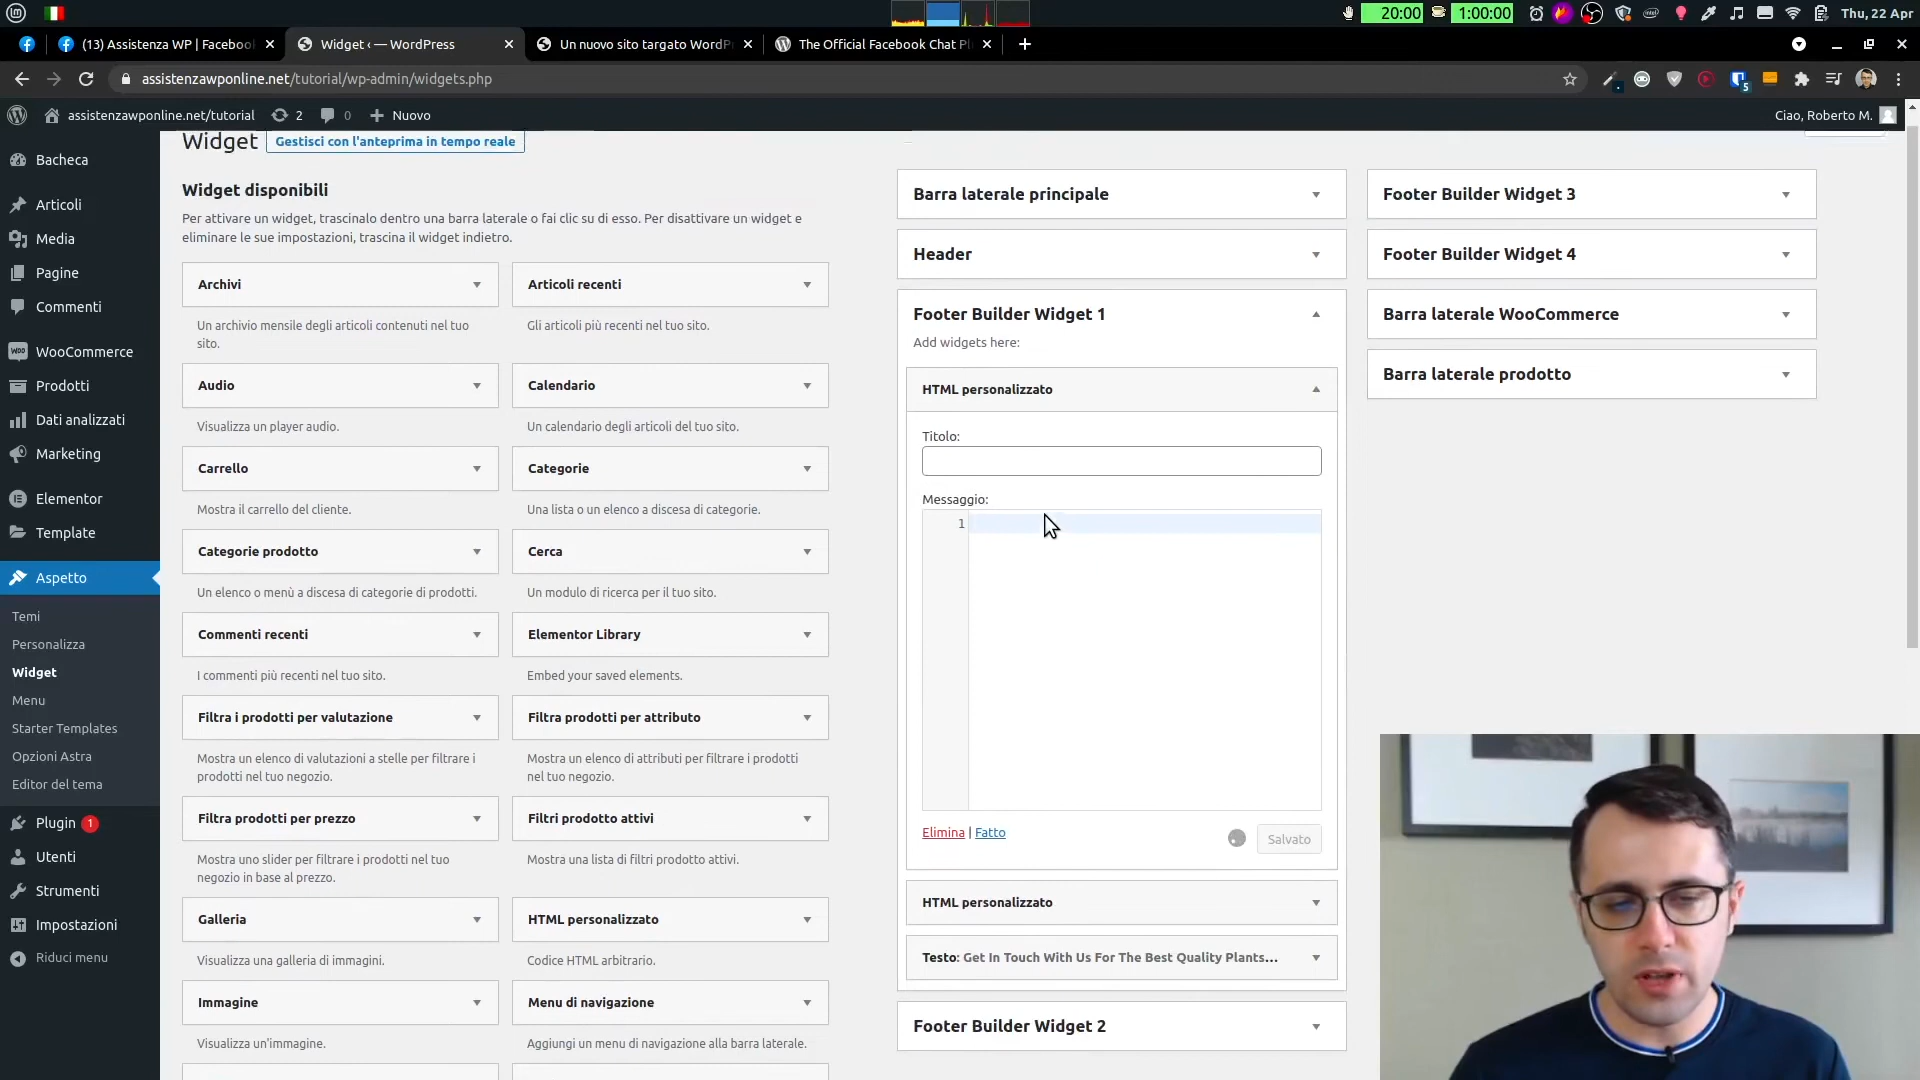 20:00
1:00:00
Thu, 22 Apr
(13) Assistenza WP | Faceboo
Widget ‹ — WordPress
Un nuovo sito targato WordPr
The Official Facebook Chat Pl
assistenzawponline.net/tutorial/wp-admin/widgets.php
5
assistenzawponline.net/tutorial
2
0
Nuovo
Ciao, Roberto M.
Bacheca
Articoli
Media
Pagine
Commenti
WooCommerce
Prodotti
Dati analizzati
Marketing
Elementor
Template
Aspetto
Temi
Personalizza
Widget
Menu
Starter Templates
Opzioni Astra
Editor del tema
Plugin 1
Utenti
Strumenti
Impostazioni
Riduci menu
Widget
Gestisci con l'anteprima in tempo reale
Widget disponibili
Per attivare un widget, trascinalo dentro una barra laterale o fai clic su di esso. Per disattivare un widget e
eliminare le sue impostazioni, trascina il widget indietro.
Archivi
Un archivio mensile degli articoli contenuti nel tuo
sito.
Articoli recenti
Gli articoli più recenti nel tuo sito.
Audio
Visualizza un player audio.
Calendario
Un calendario degli articoli del tuo sito.
Carrello
Mostra il carrello del cliente.
Categorie
Una lista o un elenco a discesa di categorie.
Categorie prodotto
Un elenco o menù a discesa di categorie di prodotti.
Cerca
Un modulo di ricerca per il tuo sito.
Commenti recenti
I commenti più recenti nel tuo sito.
Elementor Library
Embed your saved elements.
Filtra i prodotti per valutazione
Mostra un elenco di valutazioni a stelle per filtrare i
prodotti nel tuo negozio.
Filtra prodotti per attributo
Mostra un elenco di attributi per filtrare i prodotti
nel tuo negozio.
Filtra prodotti per prezzo
Mostra uno slider per filtrare i prodotti nel tuo
negozio in base al prezzo.
Filtri prodotto attivi
Mostra una lista di filtri prodotto attivi.
Galleria
Visualizza una galleria di immagini.
HTML personalizzato
Codice HTML arbitrario.
Immagine
Visualizza un'immagine.
Menu di navigazione
Aggiungi un menu di navigazione alla barra laterale.
Barra laterale principale
Header
Footer Builder Widget 1
Add widgets here:
HTML personalizzato
Titolo:
Messaggio:
1
Elimina | Fatto
Salvato
HTML personalizzato
Testo: Get In Touch With Us For The Best Quality Plants...
Footer Builder Widget 2
Footer Builder Widget 3
Footer Builder Widget 4
Barra laterale WooCommerce
Barra laterale prodotto